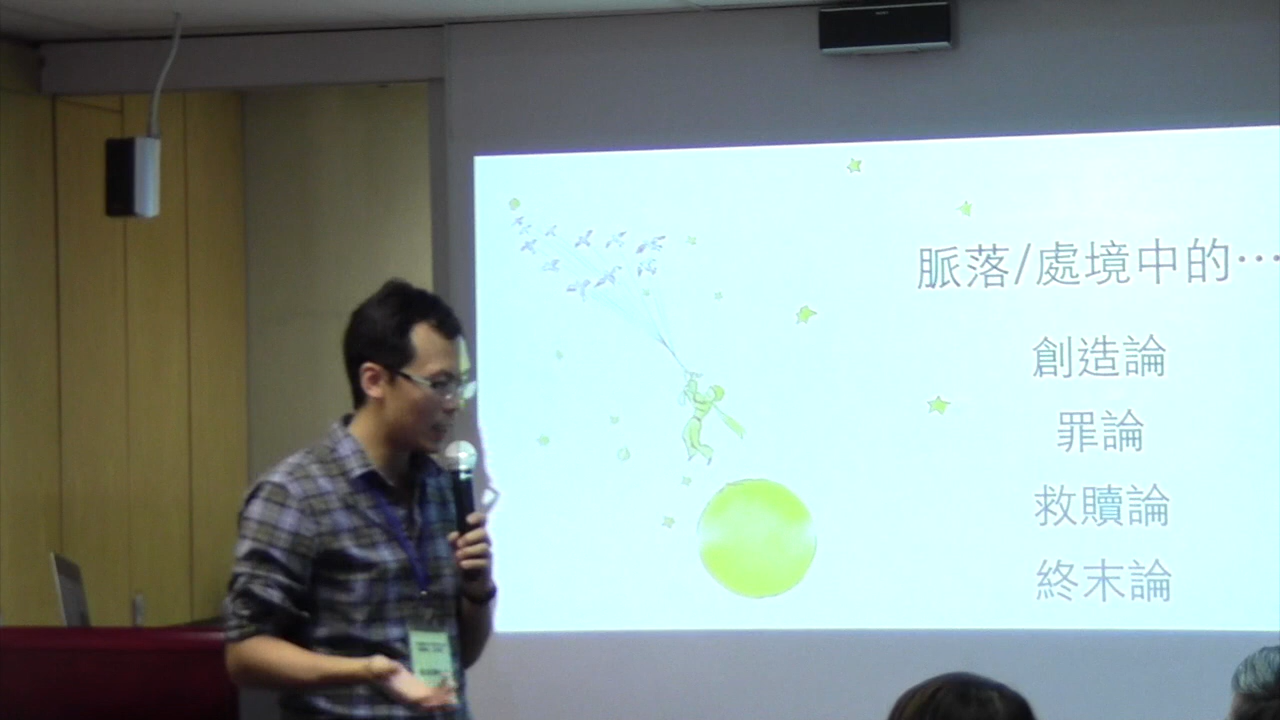 脈落/處境中的…
創造論
罪論
救贖論
終末論